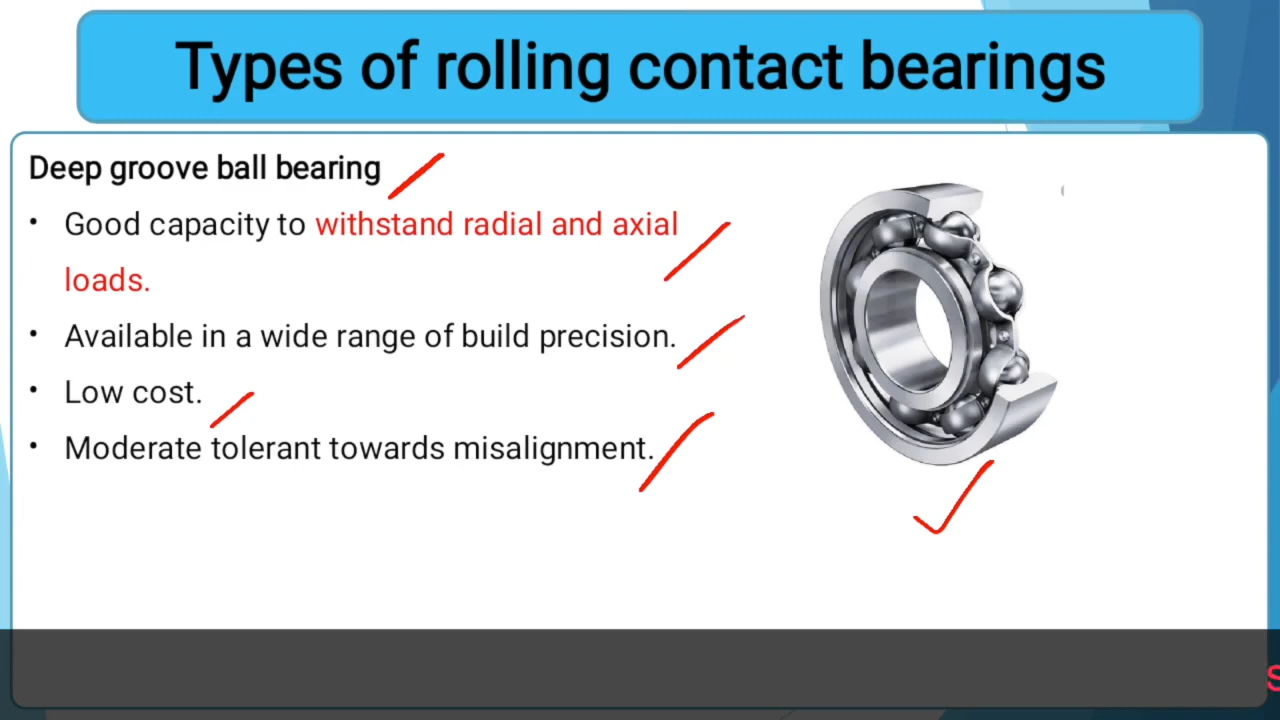 Types of rolling contact bearings
Deep groove ball bearing
• Good capacity to withstand radial and axial
loads.
• Available in a wide range of build precision.
• Low cost.
• Moderate tolerant towards misalignment.